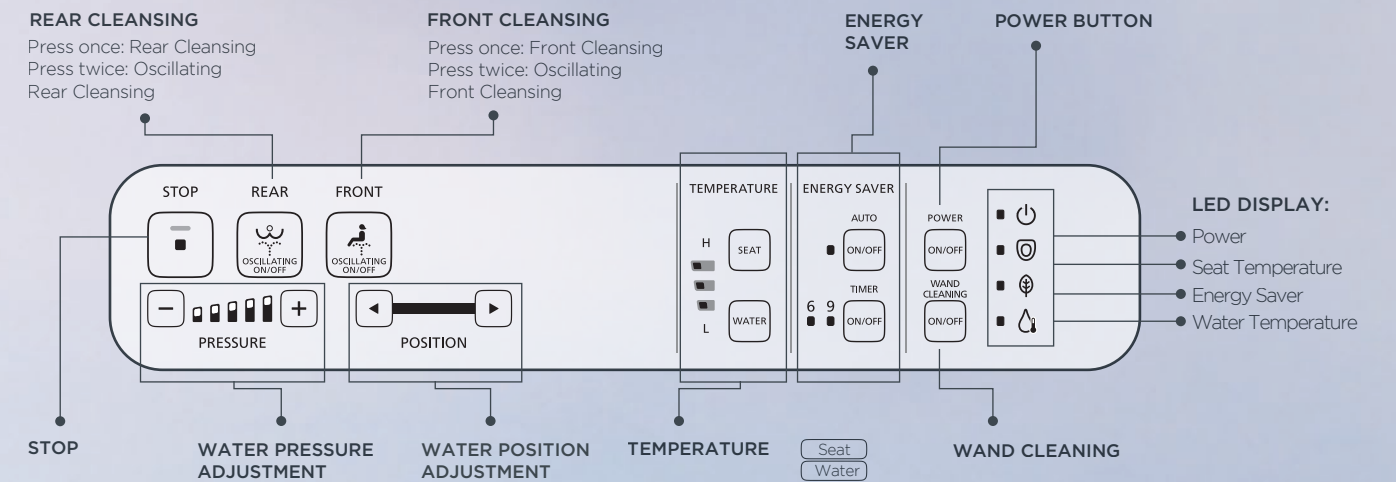 REAR CLEANSING
Press once: Rear Cleansing
Press twice: Oscillating
Rear Cleansing
FRONT CLEANSING
Press once: Front Cleansing
Press twice: Oscillating
Front Cleansing
ENERGY
SAVER
POWER BUTTON
STOP
REAR
FRONT
OSCILLATING
ON/OFF
OSCILLATING
ON/OFF
PRESSURE
POSITION
TEMPERATURE
H
SEAT
WATER
L
ENERGY SAVER
AUTO
ON/OFF
TIMER
6 9
ON/OFF
POWER
ON/OFF
WAND
CLEANING
ON/OFF
LED DISPLAY:
Power
Seat Temperature
Energy Saver
Water Temperature
STOP
WATER PRESSURE
ADJUSTMENT
WATER POSITION
ADJUSTMENT
TEMPERATURE
Seat
Water
WAND CLEANING